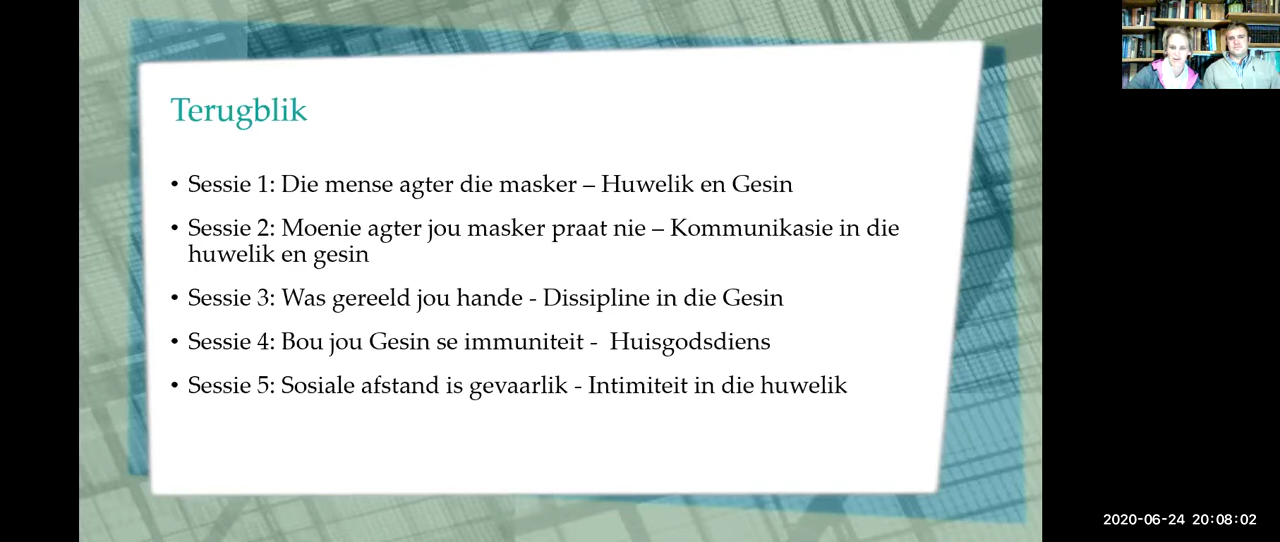 Terugblik
• Sessie 1: Die mense agter die masker – Huwelik en Gesin
• Sessie 2: Moenie agter jou masker praat nie – Kommunikasie in die
huwelik en gesin
• Sessie 3: Was gereeld jou hande - Dissipline in die Gesin
• Sessie 4: Bou jou Gesin se immuniteit -  Huisgodsdiens
• Sessie 5: Sosiale afstand is gevaarlik - Intimiteit in die huwelik
2020-06-24 20:08:02